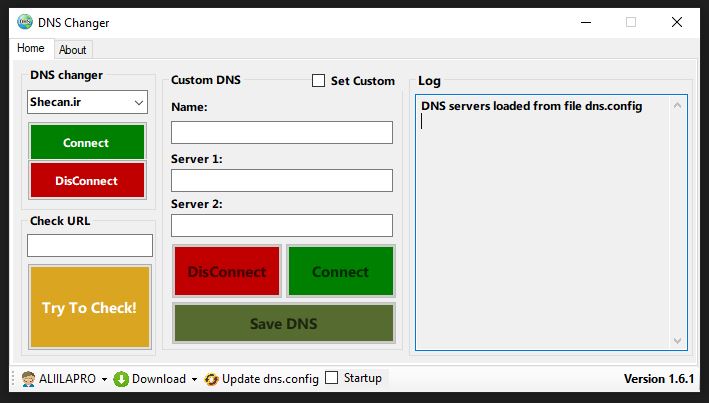 DNS Changer
Home
About
DNS changer
Shecan.ir
Connect
DisConnect
Check URL
Try To Check!
Custom DNS
Set Custom
Name:
Server 1:
Server 2:
DisConnect
Connect
Save DNS
Log
DNS servers loaded from file dns.config
ALIILAPRO
Download
Update dns.config
Startup
Version 1.6.1